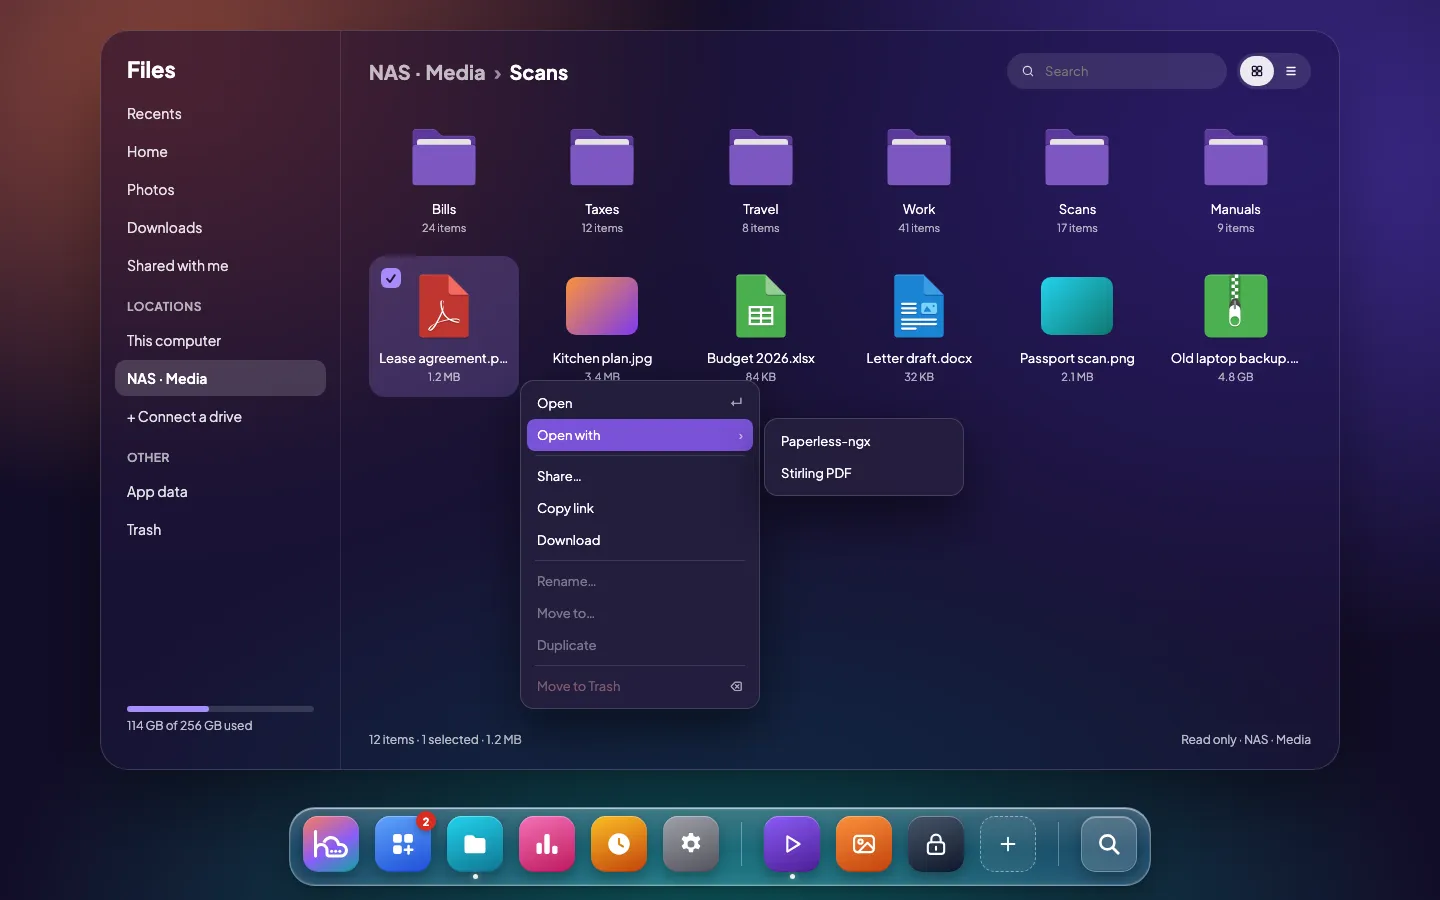 Files
Recents
Home
Photos
Downloads
Shared with me
LOCATIONS
This computer
NAS · Media
+ Connect a drive
OTHER
App data
Trash
114 GB of 256 GB used
NAS · Media › Scans
Search
Bills
24 items
Taxes
12 items
Travel
8 items
Work
41 items
Scans
17 items
Manuals
9 items
Lease agreement.p...
1.2 MB
Kitchen plan.jpg
3.4 MB
Budget 2026.xlsx
84 KB
Letter draft.docx
32 KB
Passport scan.png
2.1 MB
Old laptop backup....
4.8 GB
Open
Open with
Share...
Copy link
Download
Rename...
Move to...
Duplicate
Move to Trash
Paperless-ngx
Stirling PDF
12 items · 1 selected · 1.2 MB
Read only · NAS · Media
2